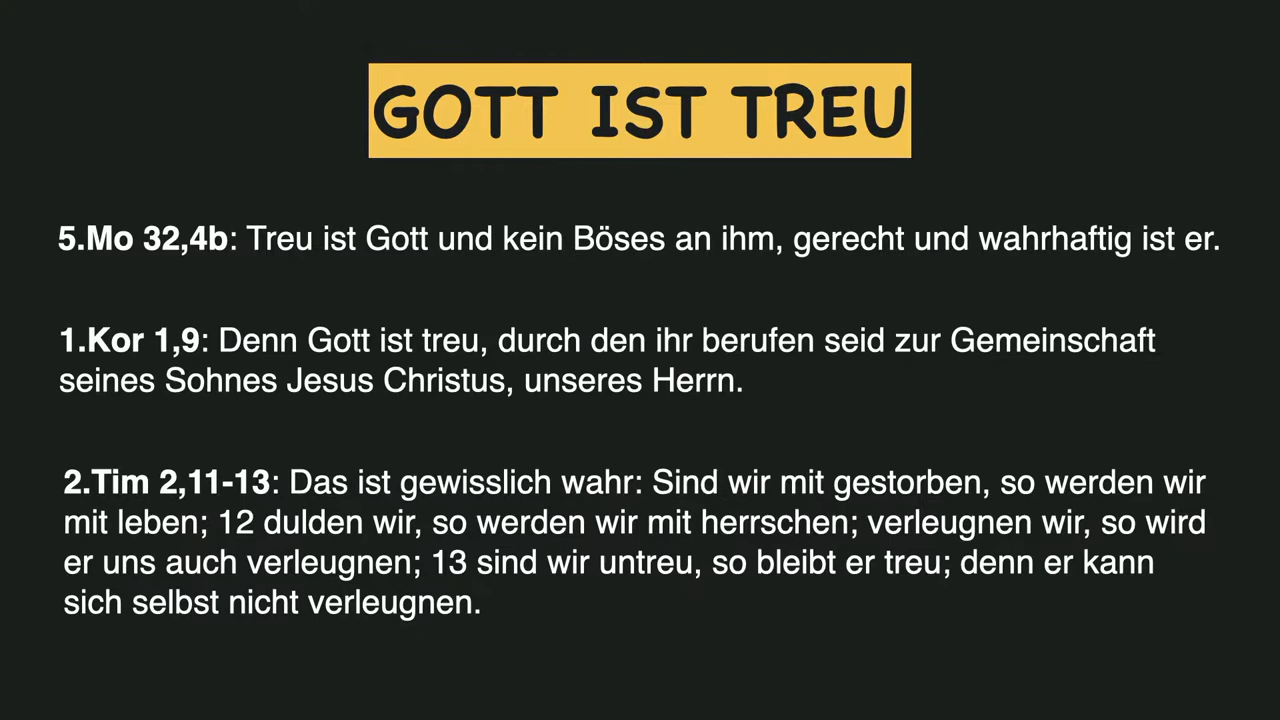 GOTT IST TREU
5.Mo 32,4b: Treu ist Gott und kein Böses an ihm, gerecht und wahrhaftig ist er.
1.Kor 1,9: Denn Gott ist treu, durch den ihr berufen seid zur Gemeinschaft
seines Sohnes Jesus Christus, unseres Herrn.
2.Tim 2,11-13: Das ist gewisslich wahr: Sind wir mit gestorben, so werden wir
mit leben; 12 dulden wir, so werden wir mit herrschen; verleugnen wir, so wird
er uns auch verleugnen; 13 sind wir untreu, so bleibt er treu; denn er kann
sich selbst nicht verleugnen.